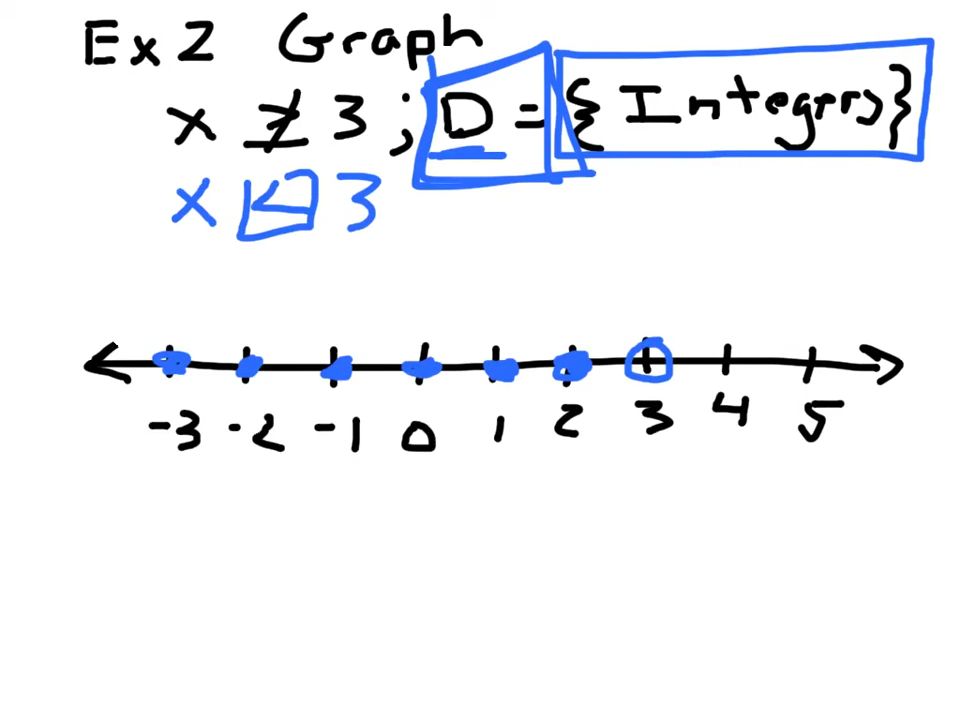 Ex 2 Graph
x ≱ 3 ; D = {Integers}
x < 3
-3 -2 -1 0 1 2 3 4 5